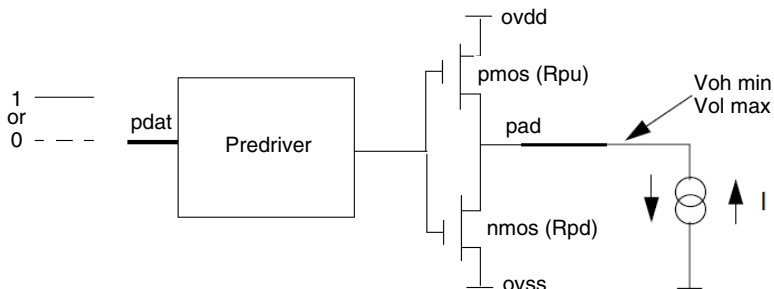 ovdd
pmos (Rpu)
Voh min
Vol max
1
or
0
pdat
Predriver
pad
I
nmos (Rpd)
ovss